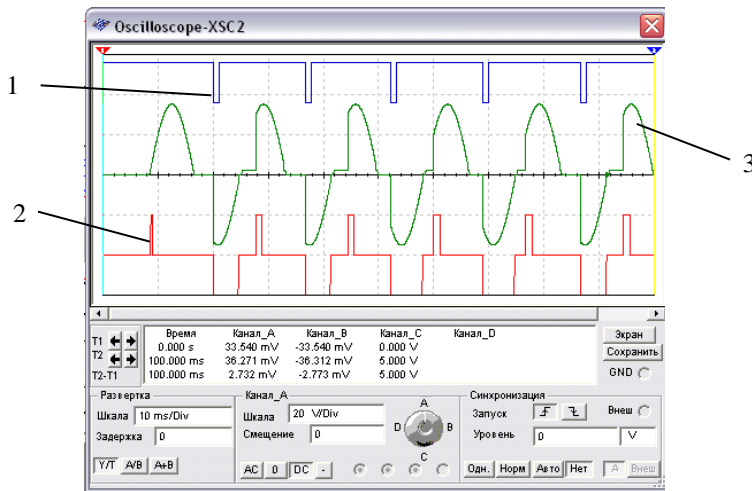 Oscilloscope-XSC2
1
2
3
T1
T2
T2-T1
Время Канал_A Канал_B Канал_C Канал_D
0.000 s 33.540 mV -33.540 mV 0.000 V
100.000 ms 36.271 mV -36.312 mV 5.000 V
100.000 ms 2.732 mV -2.773 mV 5.000 V
Экран
Сохранить
GND
Развертка
Шкала 10 ms/Div
Задержка 0
Y/T A/B A+B
Канал_A
Шкала 20 V/Div
Смещение 0
AC 0 DC -
A
B
C
D
Синхронизация
Запуск Внеш
Уровень 0 V
Одн. Норм Авто Нет A Внеш